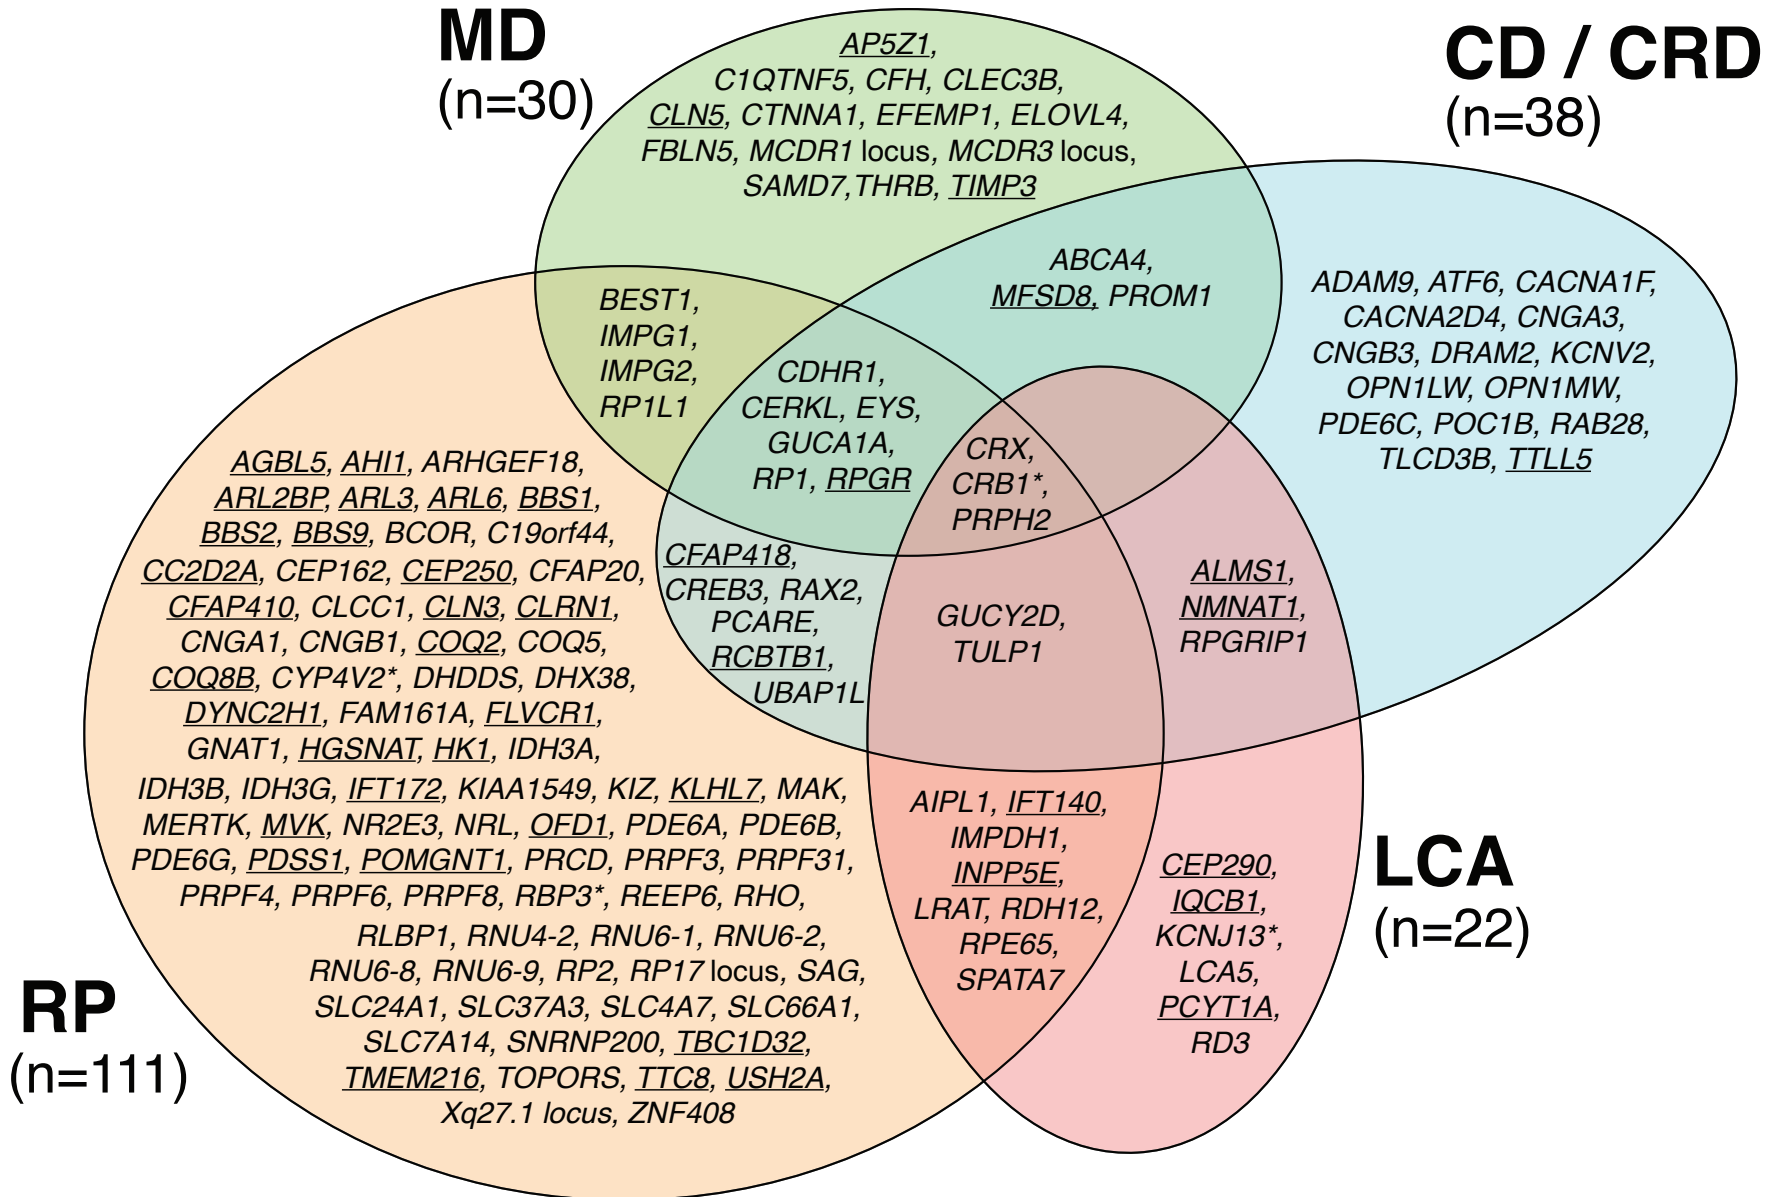 MD
(n=30)
CD / CRD
(n=38)
AP5Z1,
C1QTNF5, CFH, CLEC3B,
CLN5, CTNNA1, EFEMP1, ELOVL4,
FBLN5, MCDR1 locus, MCDR3 locus,
SAMD7,THRB, TIMP3
ABCA4,
MFSD8, PROM1
ADAM9, ATF6, CACNA1F,
CACNA2D4, CNGA3,
CNGB3, DRAM2, KCNV2,
OPN1LW, OPN1MW,
PDE6C, POC1B, RAB28,
TLCD3B, TTLL5
BEST1,
IMPG1,
IMPG2,
RP1L1
CDHR1,
CERKL, EYS,
GUCA1A,
RP1, RPGR
CRX,
CRB1*,
PRPH2
AGBL5, AHI1, ARHGEF18,
ARL2BP, ARL3, ARL6, BBS1,
BBS2, BBS9, BCOR, C19orf44,
CC2D2A, CEP162, CEP250, CFAP20,
CFAP410, CLCC1, CLN3, CLRN1,
CNGA1, CNGB1, COQ2, COQ5,
COQ8B, CYP4V2*, DHDDS, DHX38,
DYNC2H1, FAM161A, FLVCR1,
GNAT1, HGSNAT, HK1, IDH3A,
IDH3B, IDH3G, IFT172, KIAA1549, KIZ, KLHL7, MAK,
MERTK, MVK, NR2E3, NRL, OFD1, PDE6A, PDE6B,
PDE6G, PDSS1, POMGNT1, PRCD, PRPF3, PRPF31,
PRPF4, PRPF6, PRPF8, RBP3*, REEP6, RHO,
RLBP1, RNU4-2, RNU6-1, RNU6-2,
RNU6-8, RNU6-9, RP2, RP17 locus, SAG,
SLC24A1, SLC37A3, SLC4A7, SLC66A1,
SLC7A14, SNRNP200, TBC1D32,
TMEM216, TOPORS, TTC8, USH2A,
Xq27.1 locus, ZNF408
CFAP418,
CREB3, RAX2,
PCARE,
RCBTB1,
UBAP1L
GUCY2D,
TULP1
ALMS1,
NMNAT1,
RPGRIP1
AIPL1, IFT140,
IMPDH1,
INPP5E,
LRAT, RDH12,
RPE65,
SPATA7
CEP290,
IQCB1,
KCNJ13*,
LCA5,
PCYT1A,
RD3
LCA
(n=22)
RP
(n=111)